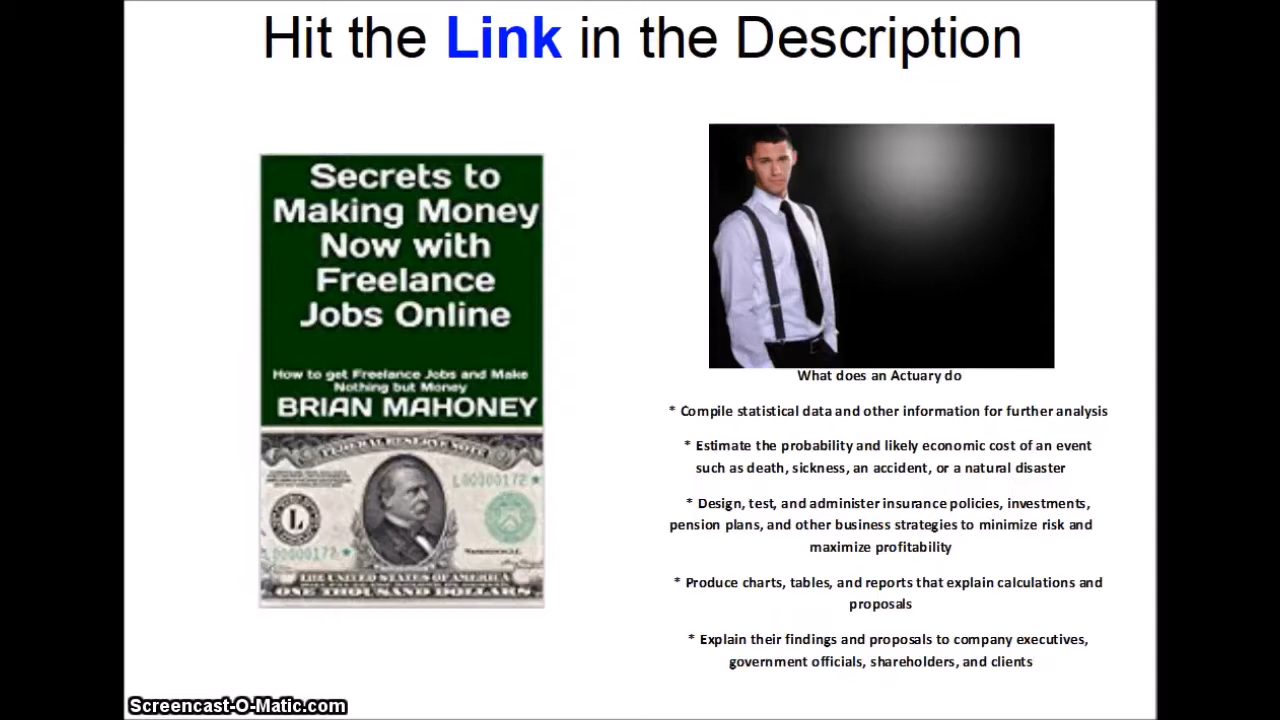 Hit the Link in the Description
Secrets to
Making Money
Now with
Freelance
Jobs Online
How to get Freelance Jobs and Make
Nothing but Money
BRIAN MAHONEY
FEDERAL RESERVE NOTE
L00000172★
L
L00000172★
WASHINGTON, D.C.
THE UNITED STATES OF AMERICA
ONE THOUSAND DOLLARS
What does an Actuary do
* Compile statistical data and other information for further analysis
* Estimate the probability and likely economic cost of an event
such as death, sickness, an accident, or a natural disaster
* Design, test, and administer insurance policies, investments,
pension plans, and other business strategies to minimize risk and
maximize profitability
* Produce charts, tables, and reports that explain calculations and
proposals
* Explain their findings and proposals to company executives,
government officials, shareholders, and clients
Screencast-O-Matic.com